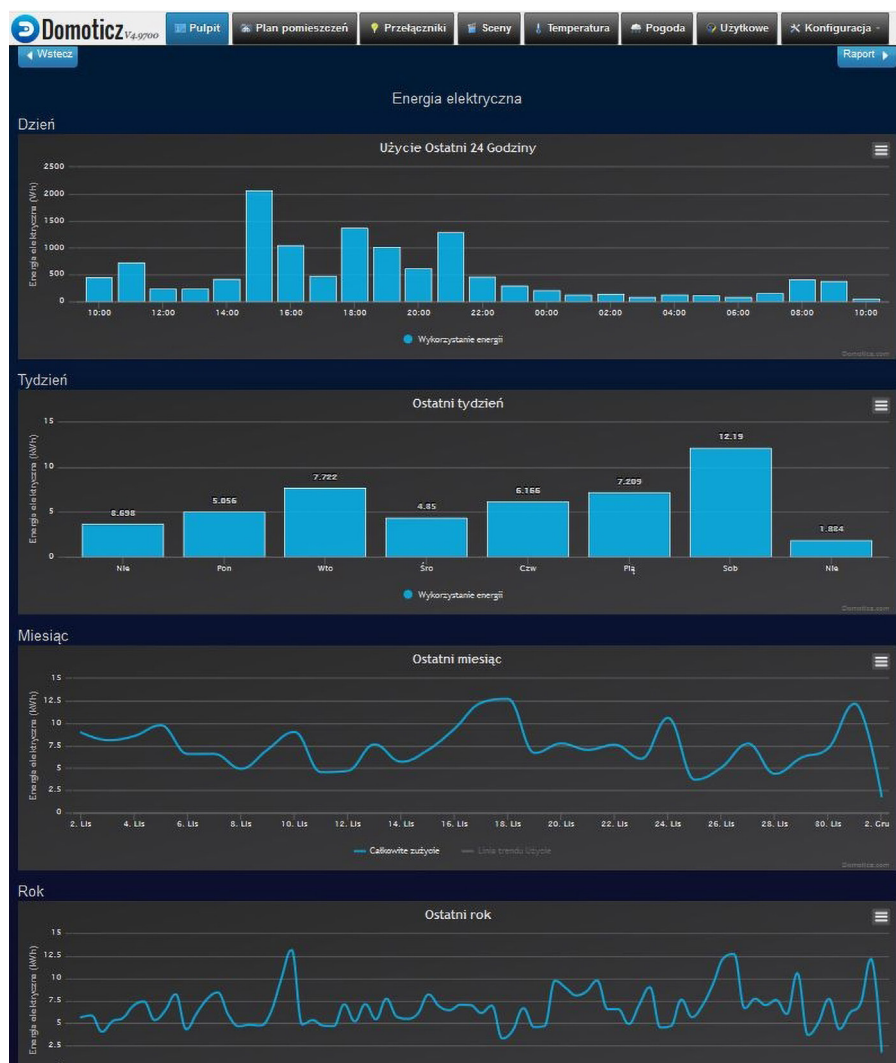 Domoticz V4.9700 Pulpit Plan pomieszczeń Przełączniki Sceny Temperatura Pogoda Użytkowe Konfiguracja
Wstecz Raport
Energia elektryczna
Dzień
Użycie Ostatni 24 Godziny
Energia elektryczna (Wh)
2500
2000
1500
1000
500
0
10:00 12:00 14:00 16:00 18:00 20:00 22:00 00:00 02:00 04:00 06:00 08:00 10:00
Wykorzystanie energii
Domoticz.com
Tydzień
Ostatni tydzień
Energia elektryczna (kWh)
15
10
5
0
5.056 7.722 6.166 7.209 12.19 1.884
Nie Pon Wto Śro Czw Pią Sob Nie
Wykorzystanie energii
Domoticz.com
Miesiąc
Ostatni miesiąc
Energia elektryczna (kWh)
15
12.5
10
7.5
5
2.5
0
2. Lis 4. Lis 6. Lis 8. Lis 10. Lis 12. Lis 14. Lis 16. Lis 18. Lis 20. Lis 22. Lis 24. Lis 26. Lis 28. Lis 30. Lis 2. Gru
Całkowite zużycie Linia trendu Użycie
Domoticz.com
Rok
Ostatni rok
Energia elektryczna (kWh)
15
12.5
10
7.5
5
2.5